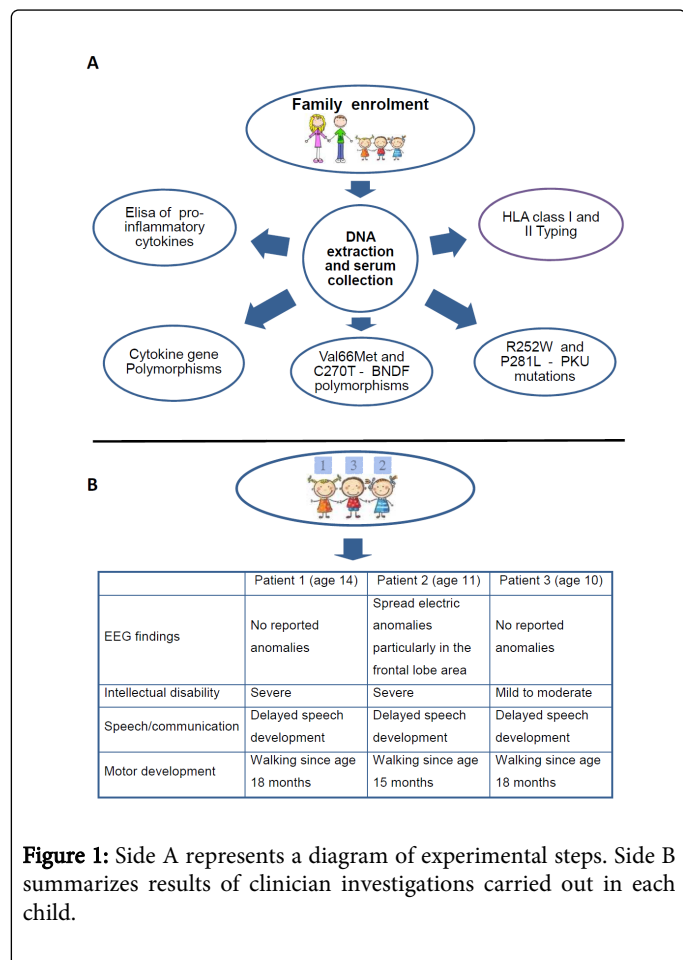 A
Family enrolment
Elisa of pro-
inflammatory
cytokines
DNA
extraction
and serum
collection
HLA class I and
II Typing
Cytokine gene
Polymorphisms
Val66Met and
C270T - BNDF
polymorphisms
R252W and
P281L - PKU
mutations
B
1 3 2
Patient 1 (age 14) Patient 2 (age 11) Patient 3 (age 10)
EEG findings
No reported
anomalies
Spread electric
anomalies
particularly in the
frontal lobe area
No reported
anomalies
Intellectual disability Severe Severe Mild to moderate
Speech/communication
Delayed speech
development
Delayed speech
development
Delayed speech
development
Motor development
Walking since age
18 months
Walking since age
15 months
Walking since age
18 months
Figure 1: Side A represents a diagram of experimental steps. Side B
summarizes results of clinician investigations carried out in each
child.